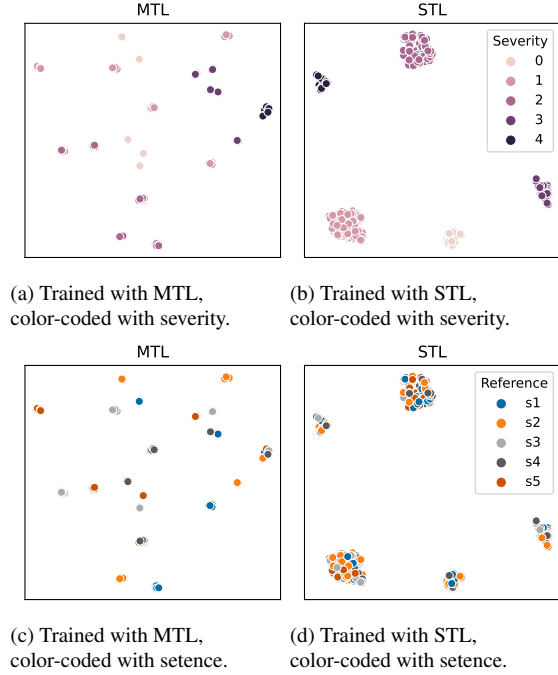 MTL
STL
Severity
0
1
2
3
4
(a) Trained with MTL,
color-coded with severity.
(b) Trained with STL,
color-coded with severity.
MTL
STL
Reference
s1
s2
s3
s4
s5
(c) Trained with MTL,
color-coded with setence.
(d) Trained with STL,
color-coded with setence.